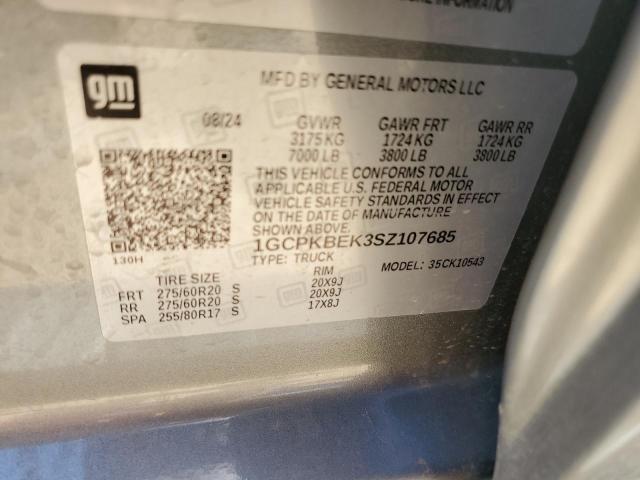 INFORMATION
gm
MFD BY GENERAL MOTORS LLC
08/24 GVWR GAWR FRT GAWR RR
3175 KG 1724 KG 1724 KG
7000 LB 3800 LB 3800 LB
THIS VEHICLE CONFORMS TO ALL
APPLICABLE U.S. FEDERAL MOTOR
VEHICLE SAFETY STANDARDS IN EFFECT
ON THE DATE OF MANUFACTURE
SHOWN ABOVE.
1GCPKBEK3SZ107685
TYPE: TRUCK MODEL: 35CK10543
136H
TIRE SIZE RIM
FRT 275/60R20 S 20X9J
RR 275/60R20 S 20X9J
SPA 255/80R17 S 17X8J